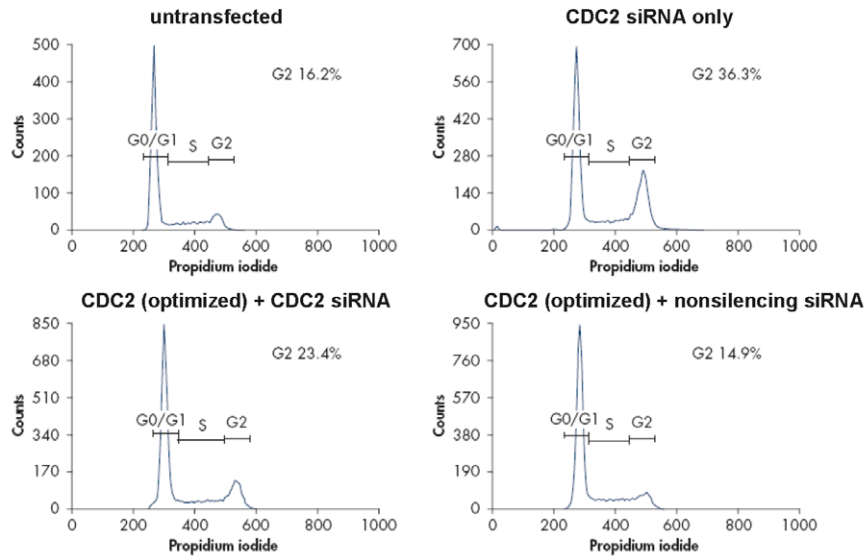 untransfected
500
400
300
200
100
0
Counts
G2 16.2%
G0/G1
S
G2
0 200 400 600 800 1000
Propidium iodide
CDC2 siRNA only
700
560
420
280
140
0
Counts
G2 36.3%
G0/G1
S
G2
0 200 400 600 800 1000
Propidium iodide
CDC2 (optimized) + CDC2 siRNA
850
680
510
340
170
0
Counts
G2 23.4%
G0/G1
S
G2
0 200 400 600 800 1000
Propidium iodide
CDC2 (optimized) + nonsilencing siRNA
950
760
570
380
190
0
Counts
G2 14.9%
G0/G1
S
G2
0 200 400 600 800 1000
Propidium iodide